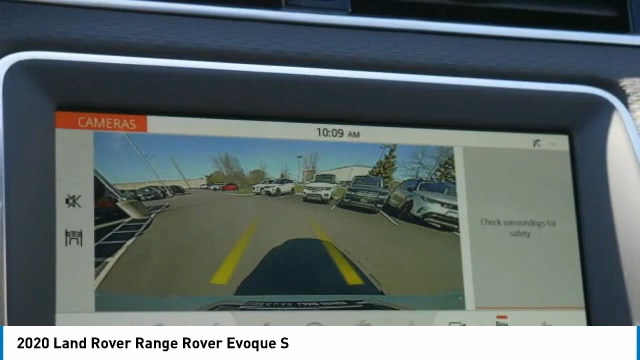 CAMERAS
10:09 AM
Check surroundings for
safety
2020 Land Rover Range Rover Evoque S